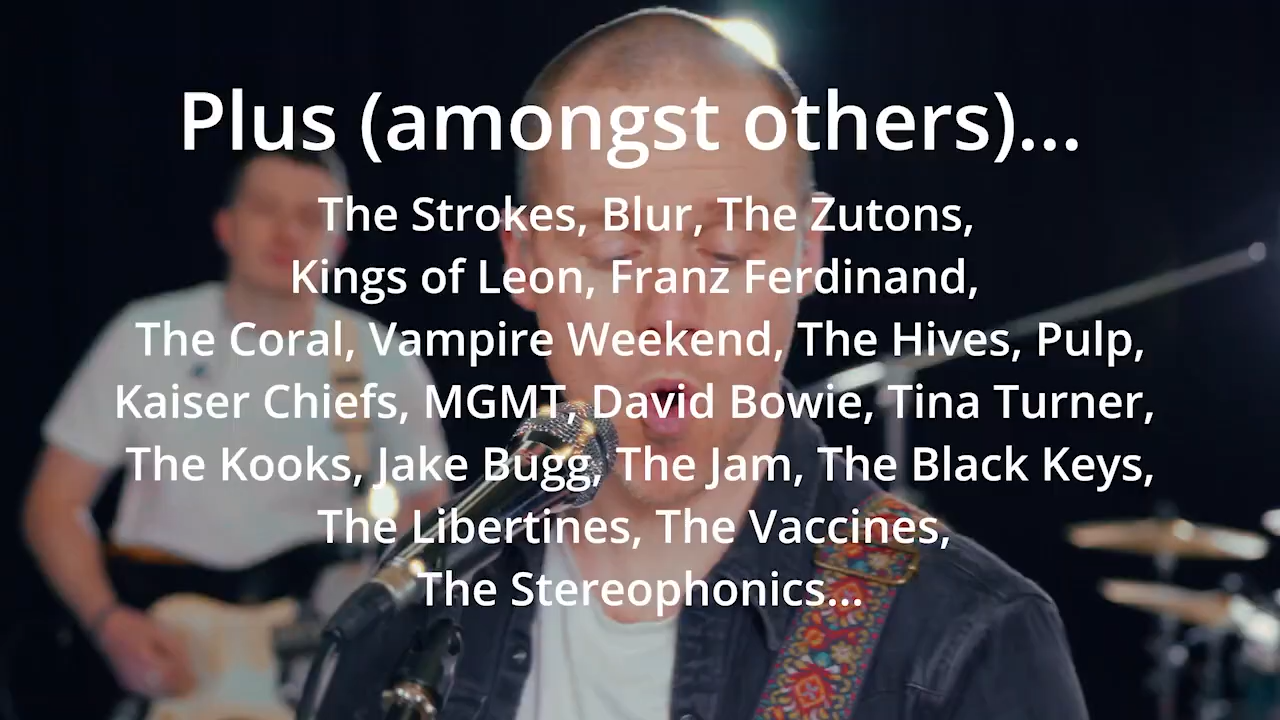 Plus (amongst others)...
The Strokes, Blur, The Zutons,
Kings of Leon, Franz Ferdinand,
The Coral, Vampire Weekend, The Hives, Pulp,
Kaiser Chiefs, MGMT, David Bowie, Tina Turner,
The Kooks, Jake Bugg, The Jam, The Black Keys,
The Libertines, The Vaccines,
The Stereophonics...